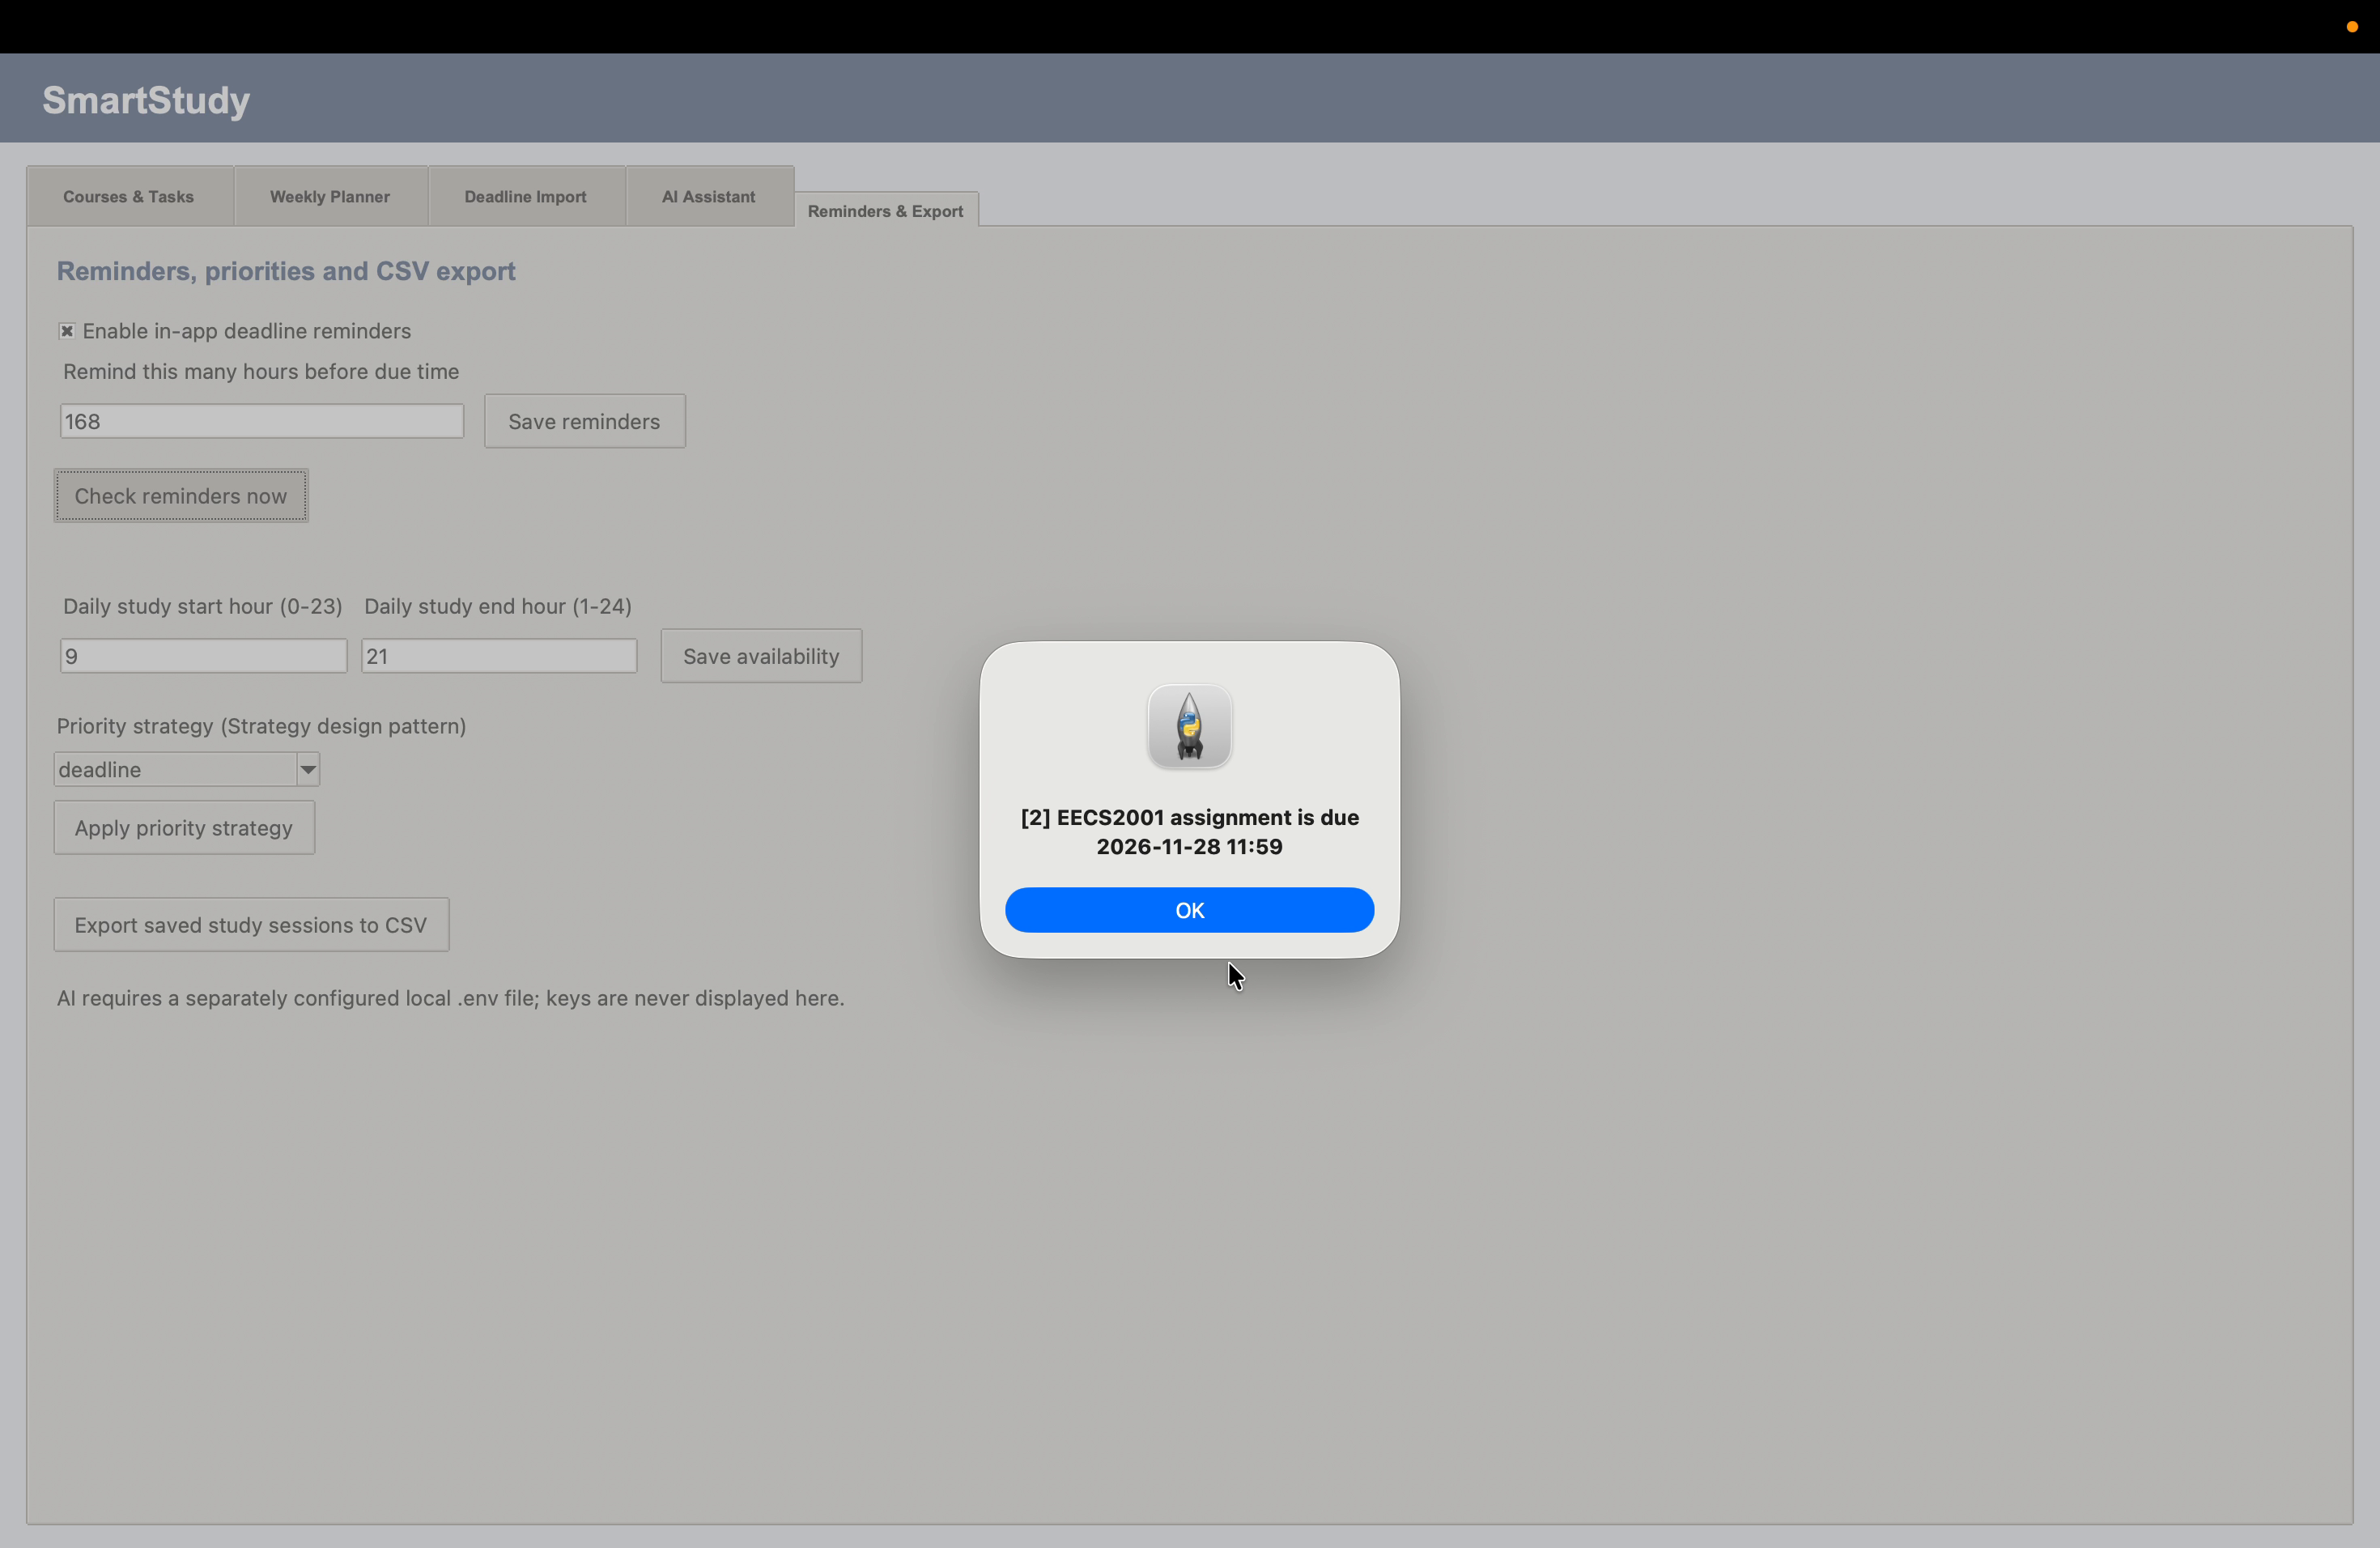 SmartStudy
Courses & Tasks
Weekly Planner
Deadline Import
AI Assistant
Reminders & Export
Reminders, priorities and CSV export
Enable in-app deadline reminders
Remind this many hours before due time
168
Save reminders
Check reminders now
Daily study start hour (0-23)
Daily study end hour (1-24)
9
21
Save availability
Priority strategy (Strategy design pattern)
deadline
Apply priority strategy
Export saved study sessions to CSV
AI requires a separately configured local .env file; keys are never displayed here.
[2] EECS2001 assignment is due
2026-11-28 11:59
OK